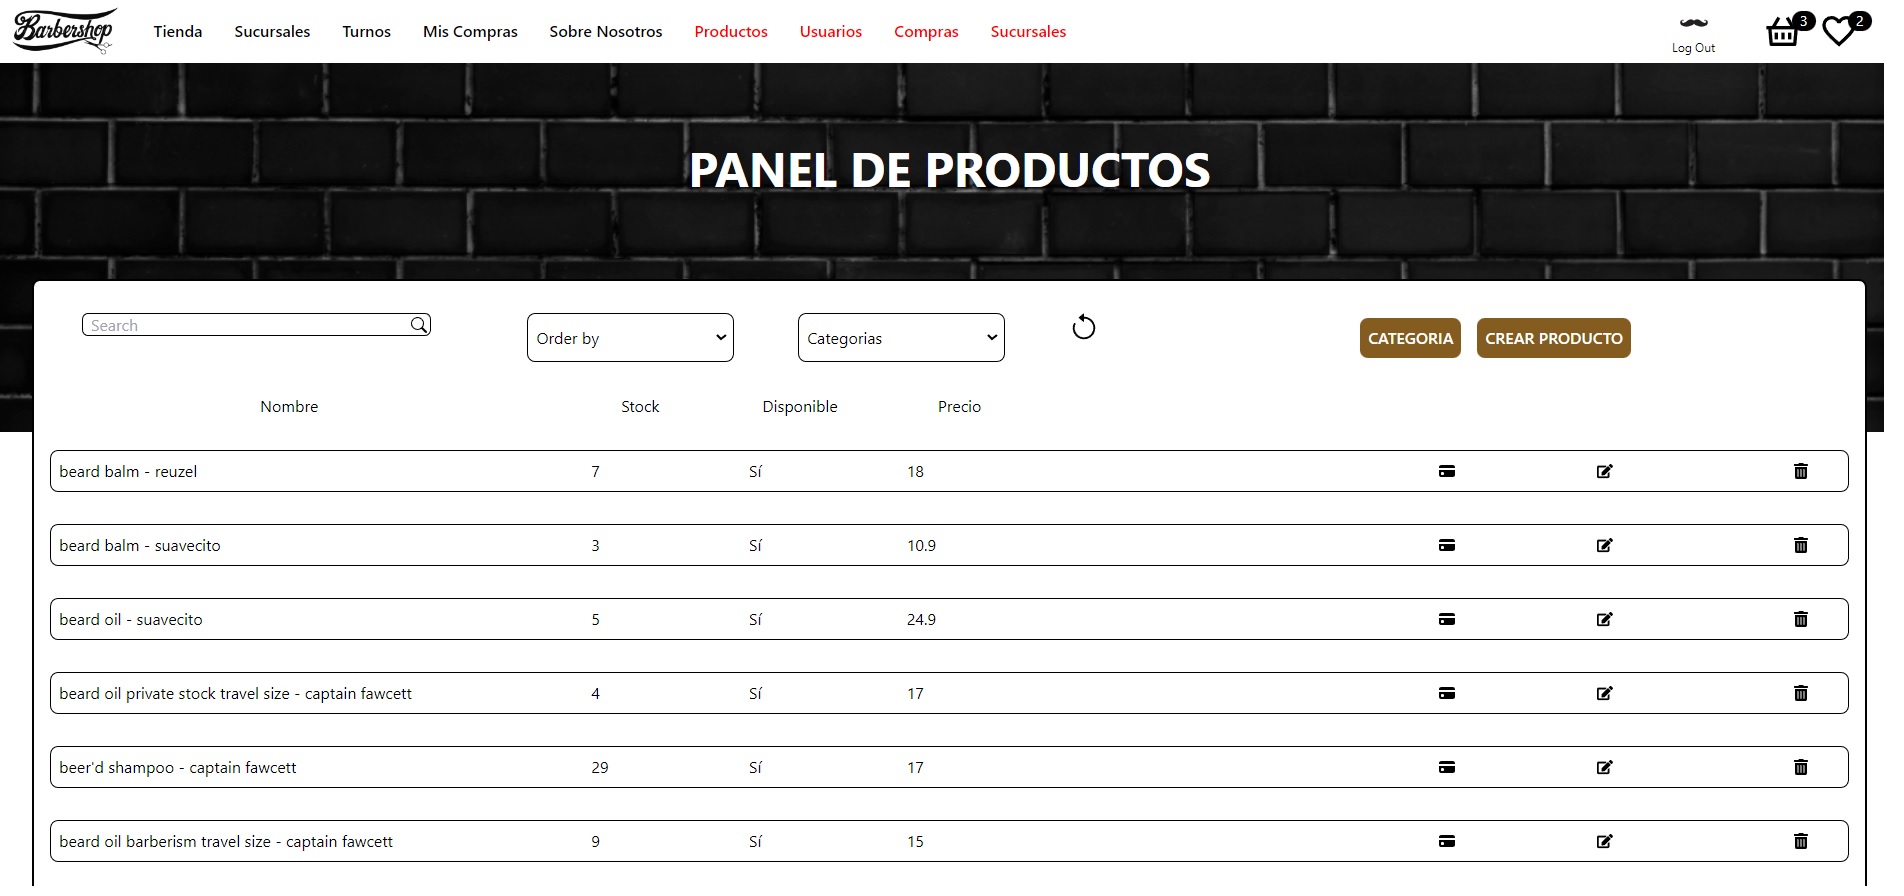 Barbershop Tienda Sucursales Turnos Mis Compras Sobre Nosotros Productos Usuarios Compras Sucursales Log Out 3 2
PANEL DE PRODUCTOS
Search Order by Categorias CATEGORIA CREAR PRODUCTO
Nombre Stock Disponible Precio
beard balm - reuzel 7 Sí 18
beard balm - suavecito 3 Sí 10.9
beard oil - suavecito 5 Sí 24.9
beard oil private stock travel size - captain fawcett 4 Sí 17
beer'd shampoo - captain fawcett 29 Sí 17
beard oil barberism travel size - captain fawcett 9 Sí 15